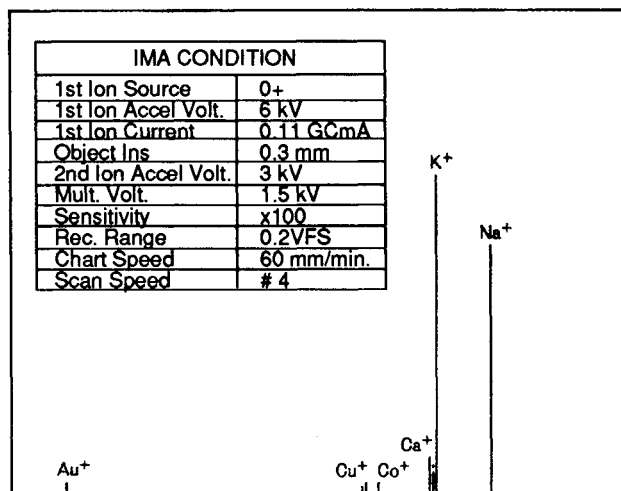 IMA CONDITION
1st Ion Source 0+
1st Ion Accel Volt. 6 kV
1st Ion Current 0.11 GCmA
Object Ins 0.3 mm
2nd Ion Accel Volt. 3 kV
Mult. Volt. 1.5 kV
Sensitivity x100
Rec. Range 0.2VFS
Chart Speed 60 mm/min.
Scan Speed # 4
K+
Na+
Ca+
Au+ Cu+ Co+